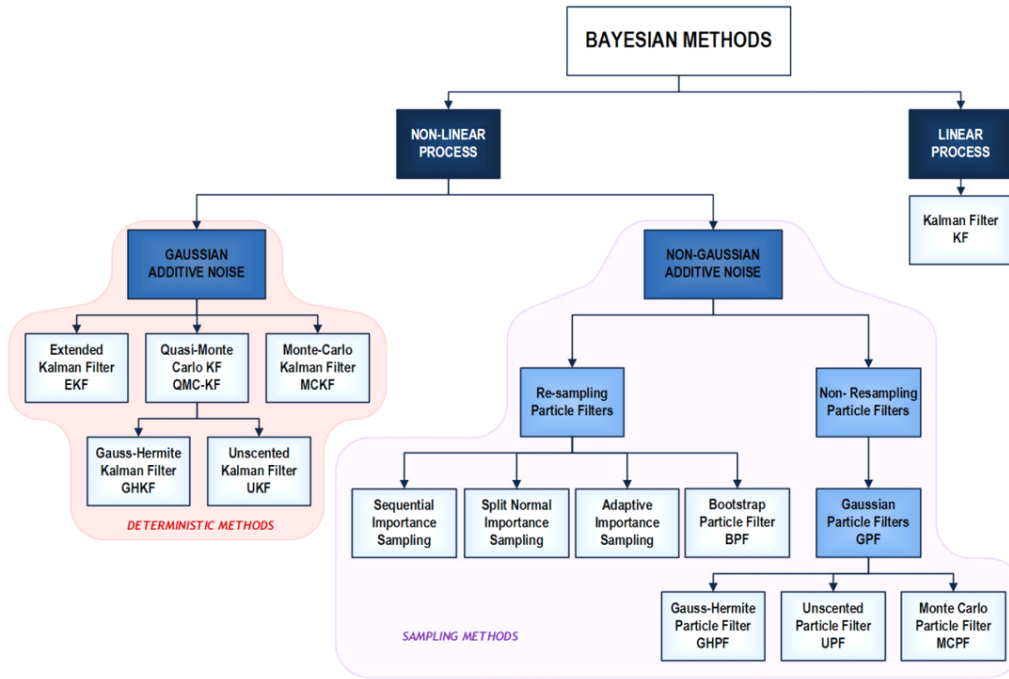 BAYESIAN METHODS
NON-LINEAR
PROCESS
LINEAR
PROCESS
Kalman Filter
KF
GAUSSIAN
ADDITIVE NOISE
NON-GAUSSIAN
ADDITIVE NOISE
Extended
Kalman Filter
EKF
Quasi-Monte
Carlo KF
QMC-KF
Monte-Carlo
Kalman Filter
MCKF
Re-sampling
Particle Filters
Non- Resampling
Particle Filters
Gauss-Hermite
Kalman Filter
GHKF
Unscented
Kalman Filter
UKF
DETERMINISTIC METHODS
Sequential
Importance
Sampling
Split Normal
Importance
Sampling
Adaptive
Importance
Sampling
Bootstrap
Particle Filter
BPF
Gaussian
Particle Filters
GPF
Gauss-Hermite
Particle Filter
GHPF
Unscented
Particle Filter
UPF
Monte Carlo
Particle Filter
MCPF
SAMPLING METHODS